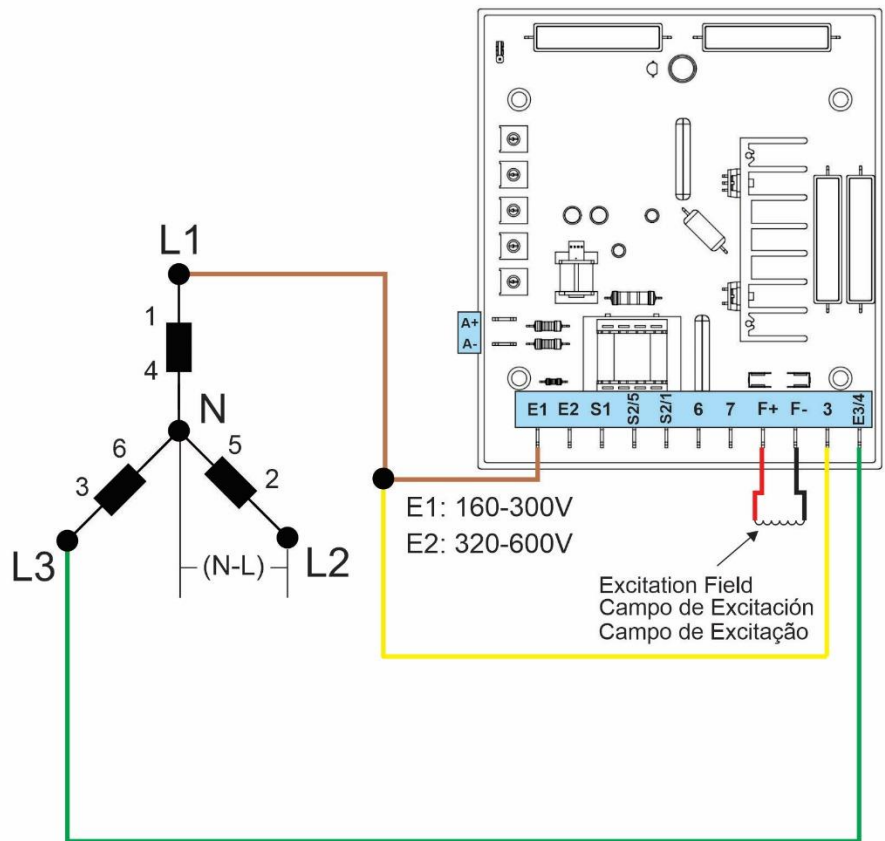 L1
1
4
N
6
5
3
2
L3
(N-L)
L2
A+
A-
E1 E2 S1 S2/5 S2/1 6 7 F+ F- 3 E3/4
E1: 160-300V
E2: 320-600V
Excitation Field
Campo de Excitación
Campo de Excitação